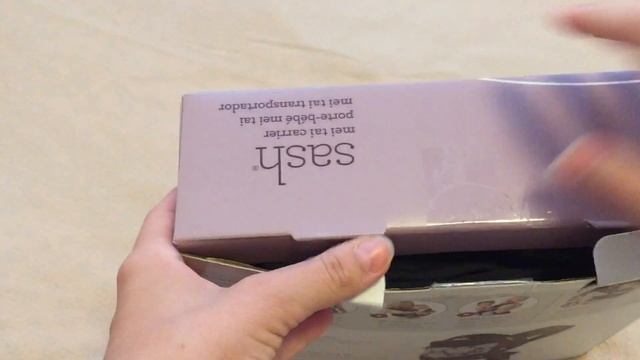 sash®
mei tai carrier
porte-bébé mei tai
mei tai transportador